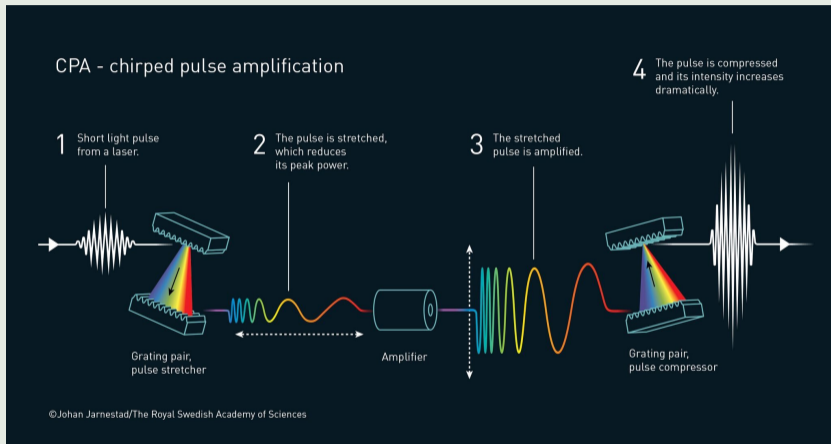 CPA - chirped pulse amplification
1 Short light pulse
from a laser.
2 The pulse is stretched,
which reduces
its peak power.
3 The stretched
pulse is amplified.
4 The pulse is compressed
and its intensity increases
dramatically.
Grating pair,
pulse stretcher
Amplifier
Grating pair,
pulse compressor
©Johan Jarnestad/The Royal Swedish Academy of Sciences